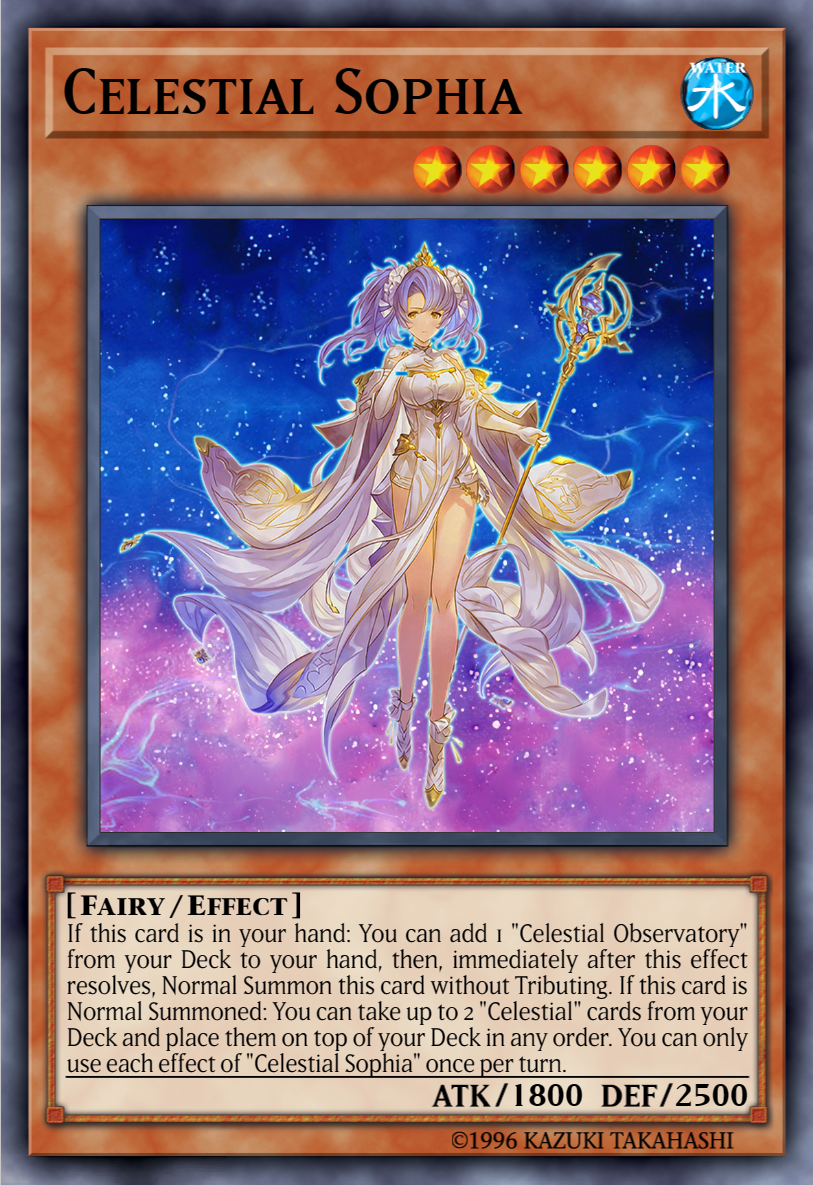 Celestial Sophia
WATER
水
[ Fairy / Effect ]
If this card is in your hand: You can add 1 "Celestial Observatory"
from your Deck to your hand, then, immediately after this effect
resolves, Normal Summon this card without Tributing. If this card is
Normal Summoned: You can take up to 2 "Celestial" cards from your
Deck and place them on top of your Deck in any order. You can only
use each effect of "Celestial Sophia" once per turn.
ATK/1800 DEF/2500
©1996 KAZUKI TAKAHASHI